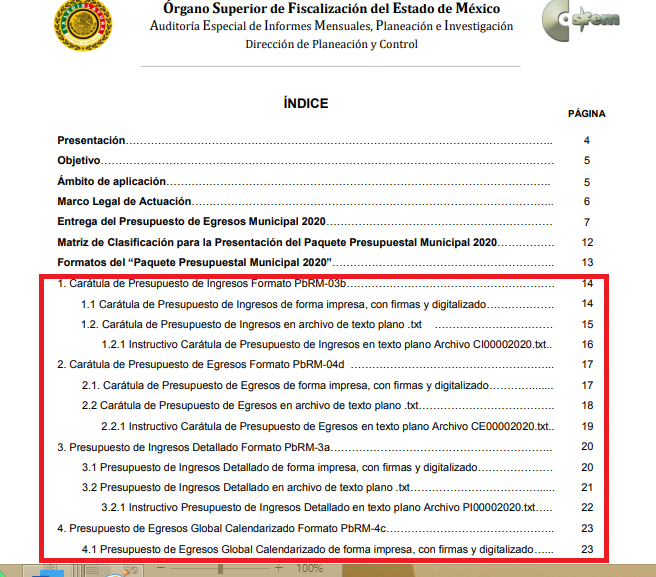 Órgano Superior de Fiscalización del Estado de México
Auditoría Especial de Informes Mensuales, Planeación e Investigación
Dirección de Planeación y Control
osfem
ÍNDICE
PÁGINA
Presentación 4
Objetivo 5
Ámbito de aplicación 5
Marco Legal de Actuación 6
Entrega del Presupuesto de Egresos Municipal 2020 7
Matriz de Clasificación para la Presentación del Paquete Presupuestal Municipal 2020 12
Formatos del “Paquete Presupuestal Municipal 2020” 13
1. Carátula de Presupuesto de Ingresos Formato PbRM-03b 14
1.1 Carátula de Presupuesto de Ingresos de forma impresa, con firmas y digitalizado 14
1.2. Carátula de Presupuesto de Ingresos en archivo de texto plano .txt 15
1.2.1 Instructivo Carátula de Presupuesto de Ingresos en texto plano Archivo CI00002020.txt.. 16
2. Carátula de Presupuesto de Egresos Formato PbRM-04d 17
2.1. Carátula de Presupuesto de Egresos de forma impresa, con firmas y digitalizado 17
2.2 Carátula de Presupuesto de Egresos en archivo de texto plano .txt 18
2.2.1 Instructivo Carátula de Presupuesto de Egresos en texto plano Archivo CE00002020.txt.. 19
3. Presupuesto de Ingresos Detallado Formato PbRM-3a 20
3.1 Presupuesto de Ingresos Detallado de forma impresa, con firmas y digitalizado 20
3.2 Presupuesto de Ingresos Detallado en archivo de texto plano .txt 21
3.2.1 Instructivo Presupuesto de Ingresos Detallado en texto plano Archivo PI00002020.txt 22
4. Presupuesto de Egresos Global Calendarizado Formato PbRM-4c 23
4.1 Presupuesto de Egresos Global Calendarizado de forma impresa, con firmas y digitalizado 23
100%